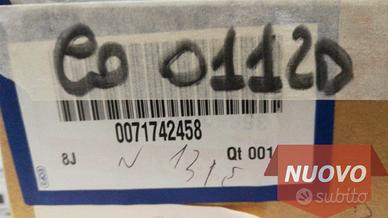 CO 0112D
0071742458
8J
N 1315
Qt 001
NUOVO
subito